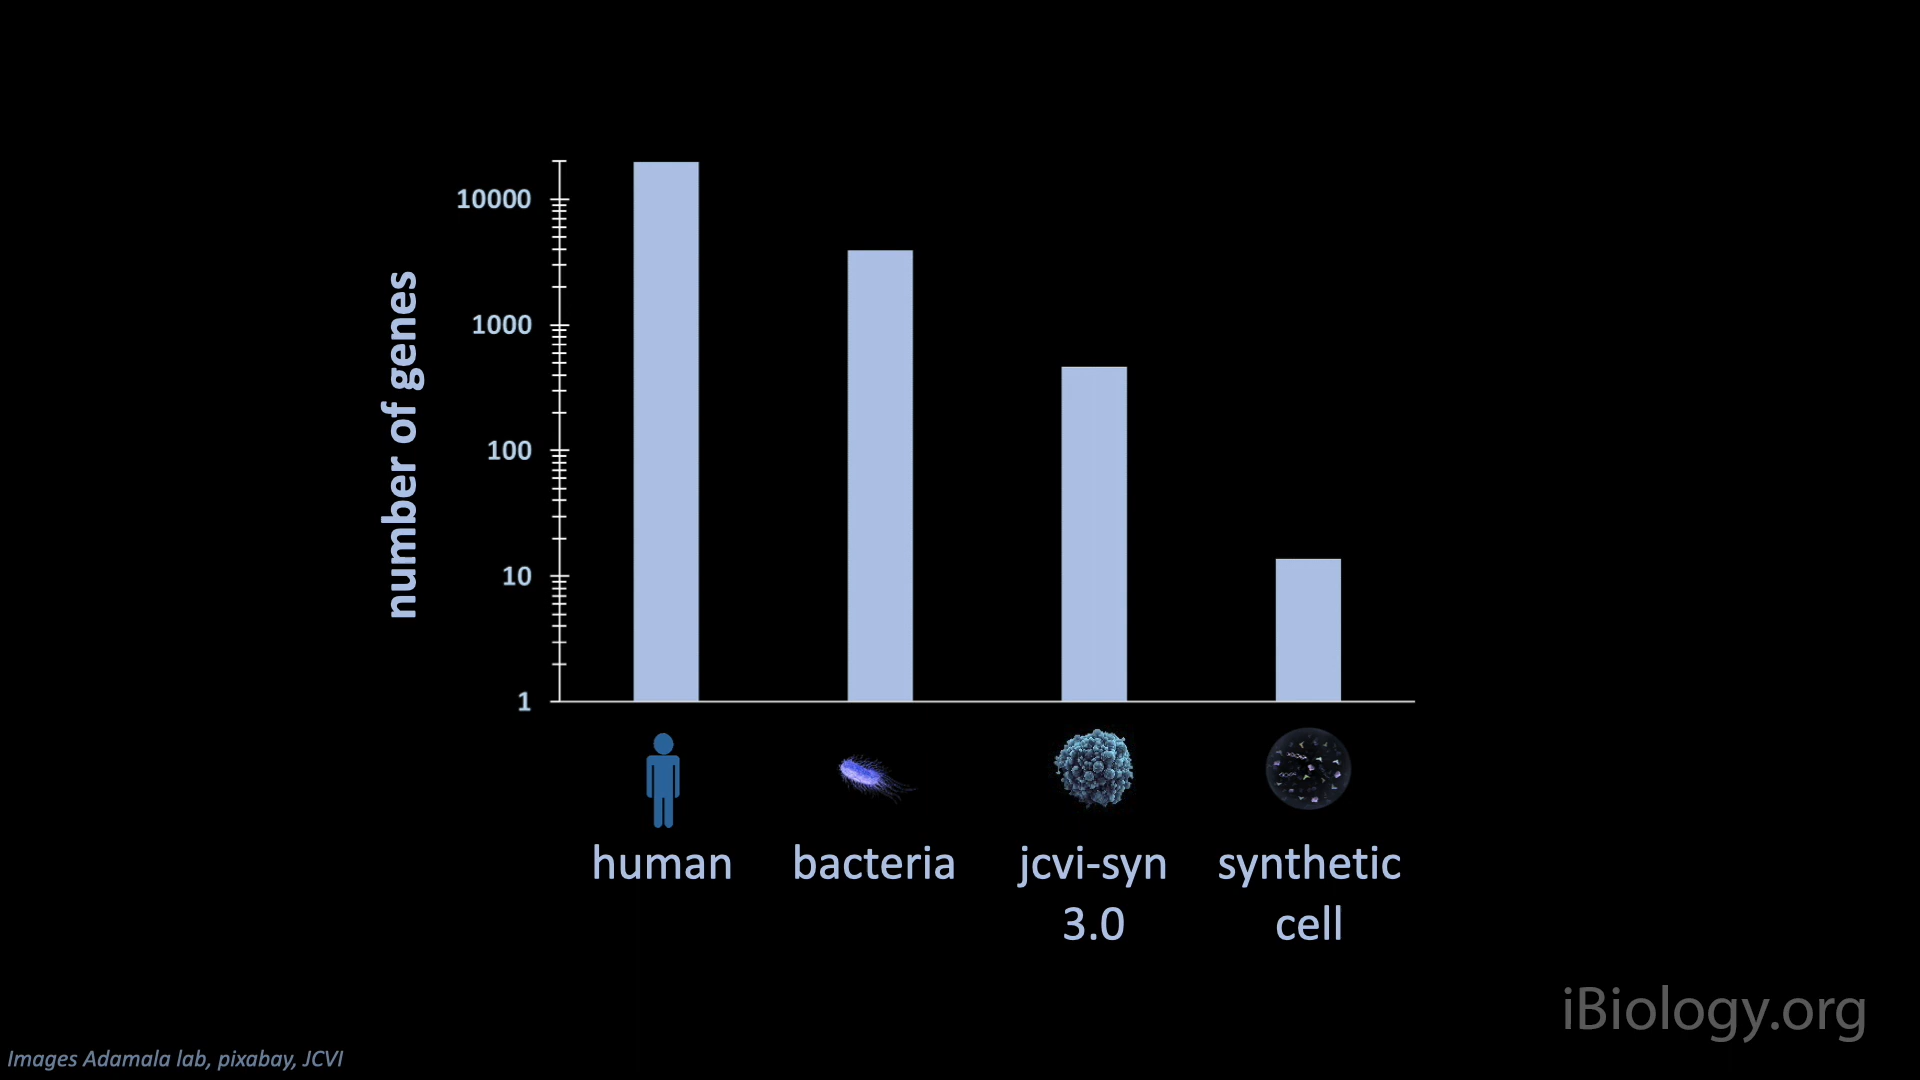 number of genes
10000
1000
100
10
1
human
bacteria
jcvi-syn
3.0
synthetic
cell
iBiology.org
Images Adamala lab, pixabay, JCVI